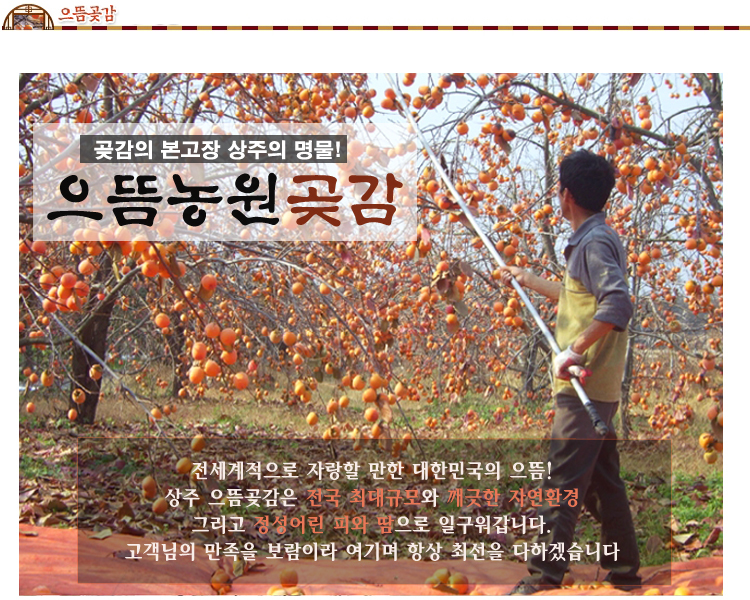 으뜸곶감
곶감의 본고장 상주의 명물!
으뜸농원곶감
전세계적으로 자랑할 만한 대한민국의 으뜸!
상주 으뜸곶감은 전국 최대규모와 깨긋한 자연환경
그리고 정성어린 피와 땀으로 일구워갑니다.
고객님의 만족을 보람이라 여기며 항상 최선을 다하겠습니다